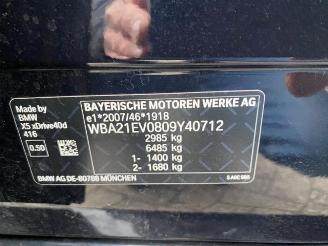 Made by
BMW
X5 xDrive40d
416
0.50
BAYERISCHE MOTOREN WERKE AG
e1*2007/46*1918
WBA21EV0809Y40712
2985 kg
6485 kg
1- 1400 kg
2- 1680 kg
BMW AG DE-80788 MÜNCHEN